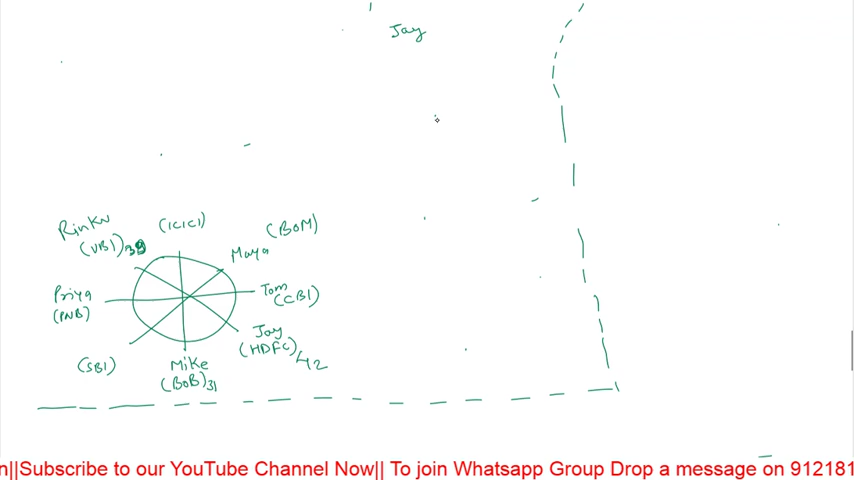 Jay
Rinku
(ICICI)
(UBI)
(BOM)
Maya
Priya
(PNB)
Tom
(CBI)
Jay
(HDFC) 42
(SBI)
Mike
(BOB) 31
n||Subscribe to our YouTube Channel Now|| To join Whatsapp Group Drop a message on 912181